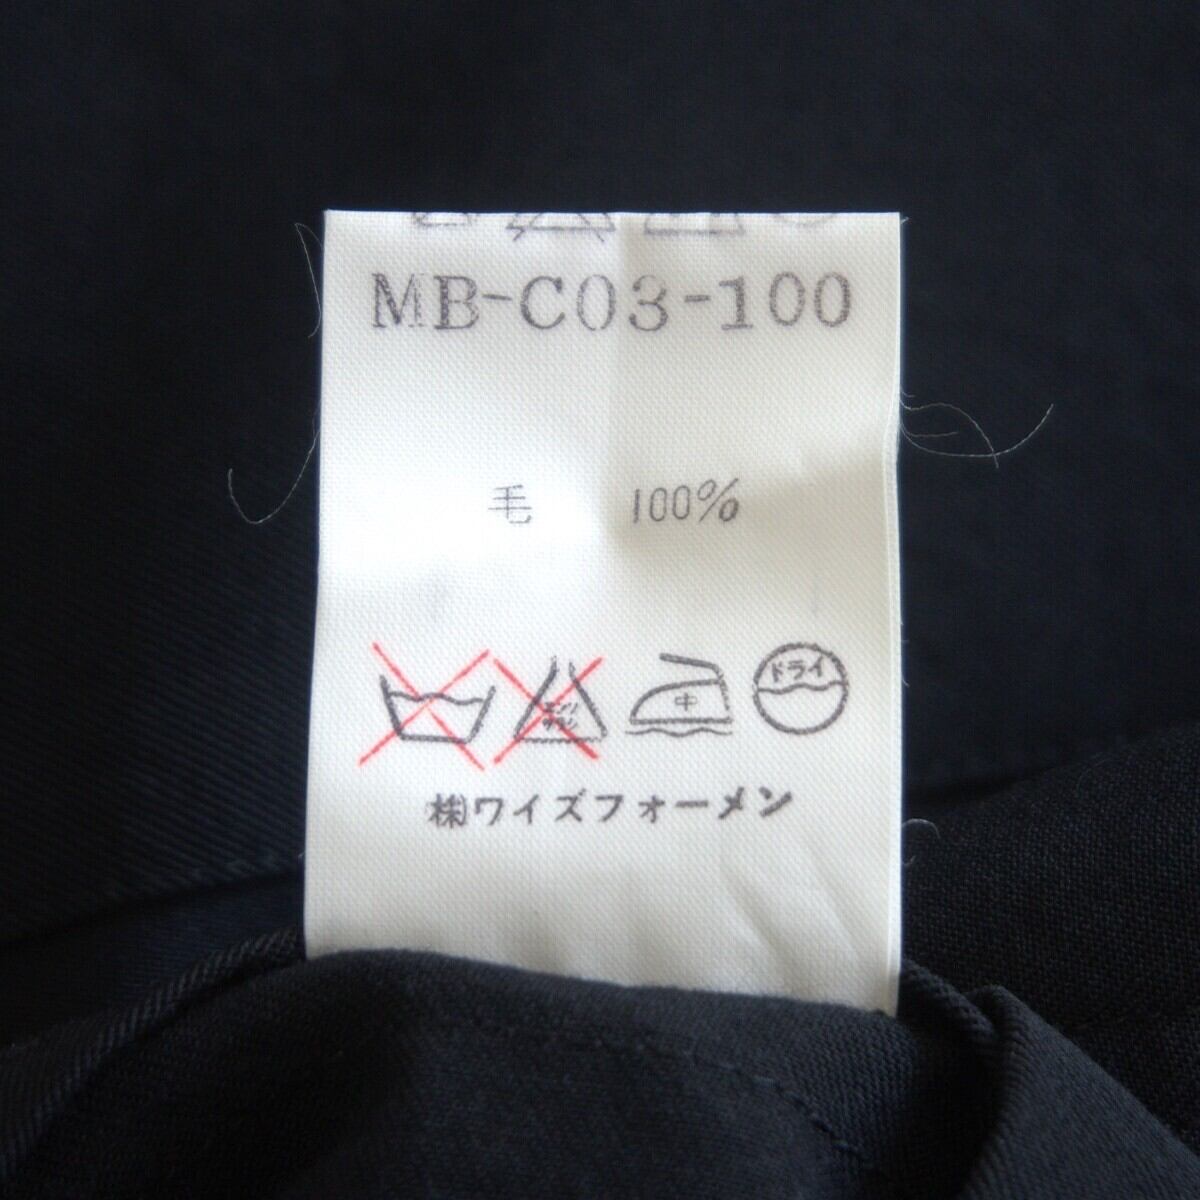 MB-C03-100
毛 100%
中 ドライ
㈱ワイズフォーメン